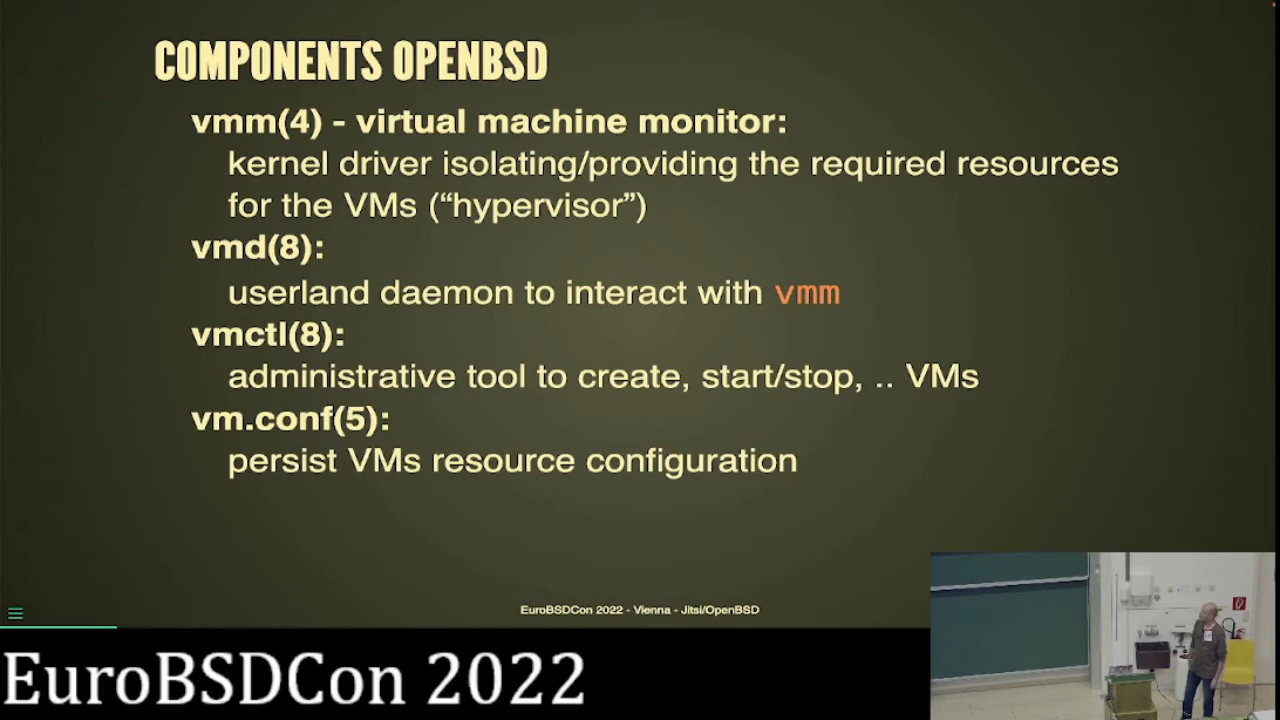 COMPONENTS OPENBSD
vmm(4) - virtual machine monitor:
kernel driver isolating/providing the required resources
for the VMs (“hypervisor”)
vmd(8):
userland daemon to interact with vmm
vmctl(8):
administrative tool to create, start/stop, .. VMs
vm.conf(5):
persist VMs resource configuration
EuroBSDCon 2022 - Vienna - Jitsi/OpenBSD
EuroBSDCon 2022